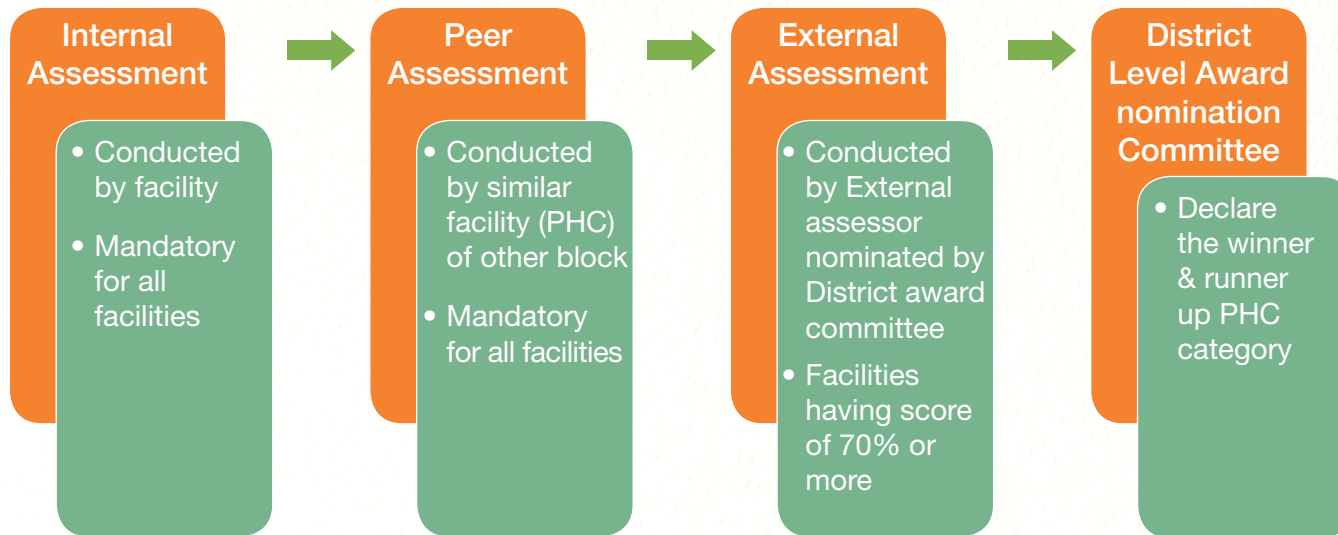 Internal
Assessment
• Conducted
by facility
• Mandatory
for all
facilities
Peer
Assessment
• Conducted
by similar
facility (PHC)
of other block
• Mandatory
for all facilities
External
Assessment
• Conducted
by External
assessor
nominated by
District award
committee
• Facilities
having score
of 70% or
more
District
Level Award
nomination
Committee
• Declare
the winner
& runner
up PHC
category